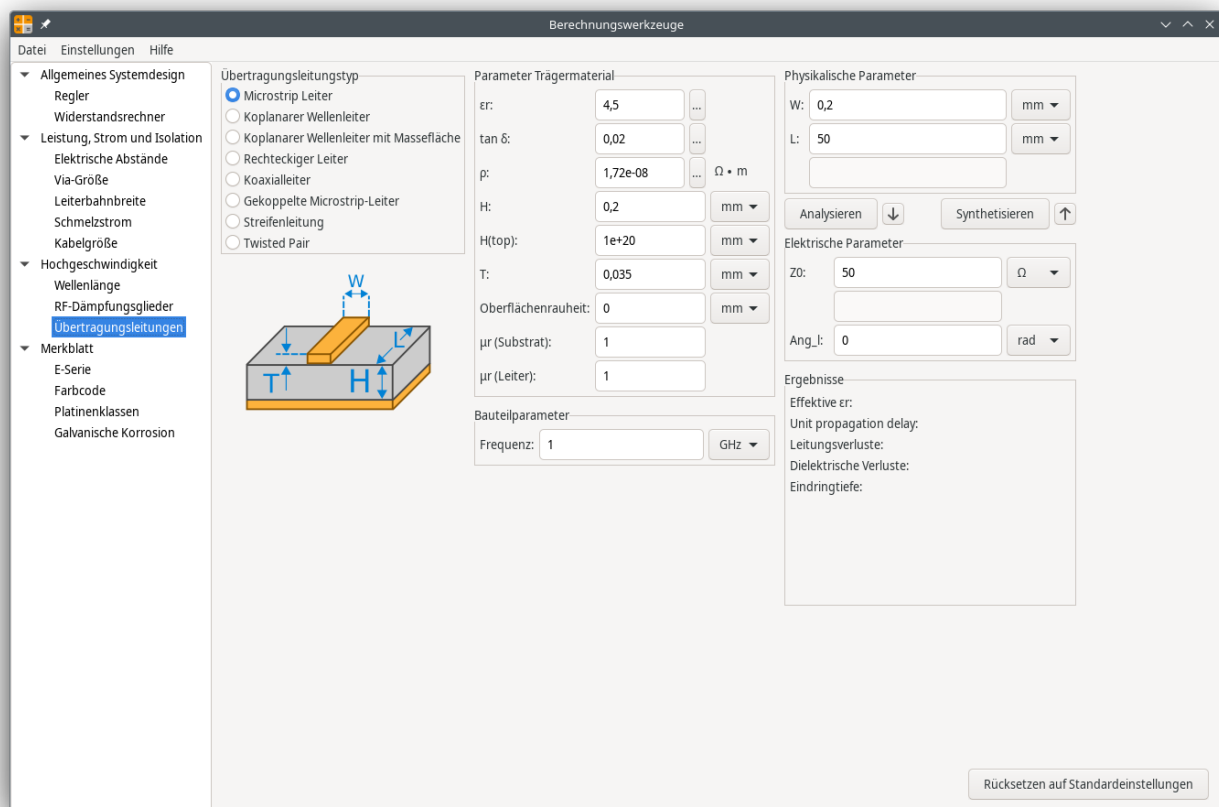 Berechnungswerkzeuge
Datei Einstellungen Hilfe
Allgemeines Systemdesign
Regler
Widerstandsrechner
Leistung, Strom und Isolation
Elektrische Abstände
Via-Größe
Leiterbahnbreite
Schmelzstrom
Kabelgröße
Hochgeschwindigkeit
Wellenlänge
RF-Dämpfungsglieder
Übertragungsleitungen
Merkblatt
E-Serie
Farbcode
Platinenklassen
Galvanische Korrosion
Übertragungsleitungstyp
Microstrip Leiter
Koplanarer Wellenleiter
Koplanarer Wellenleiter mit Massefläche
Rechteckiger Leiter
Koaxialleiter
Gekoppelte Microstrip-Leiter
Streifenleitung
Twisted Pair
W
L
T
H
Parameter Trägermaterial
εr: 4,5 ...
tan δ: 0,02 ...
ρ: 1,72e-08 ... Ω • m
H: 0,2 mm
H(top): 1e+20 mm
T: 0,035 mm
Oberflächenrauheit: 0 mm
μr (Substrat): 1
μr (Leiter): 1
Bauteilparameter
Frequenz: 1 GHz
Physikalische Parameter
W: 0,2 mm
L: 50 mm
Analysieren Synthetisieren
Elektrische Parameter
Z0: 50 Ω
Ang_l: 0 rad
Ergebnisse
Effektive εr:
Unit propagation delay:
Leitungsverluste:
Dielektrische Verluste:
Eindringtiefe:
Rücksetzen auf Standardeinstellungen